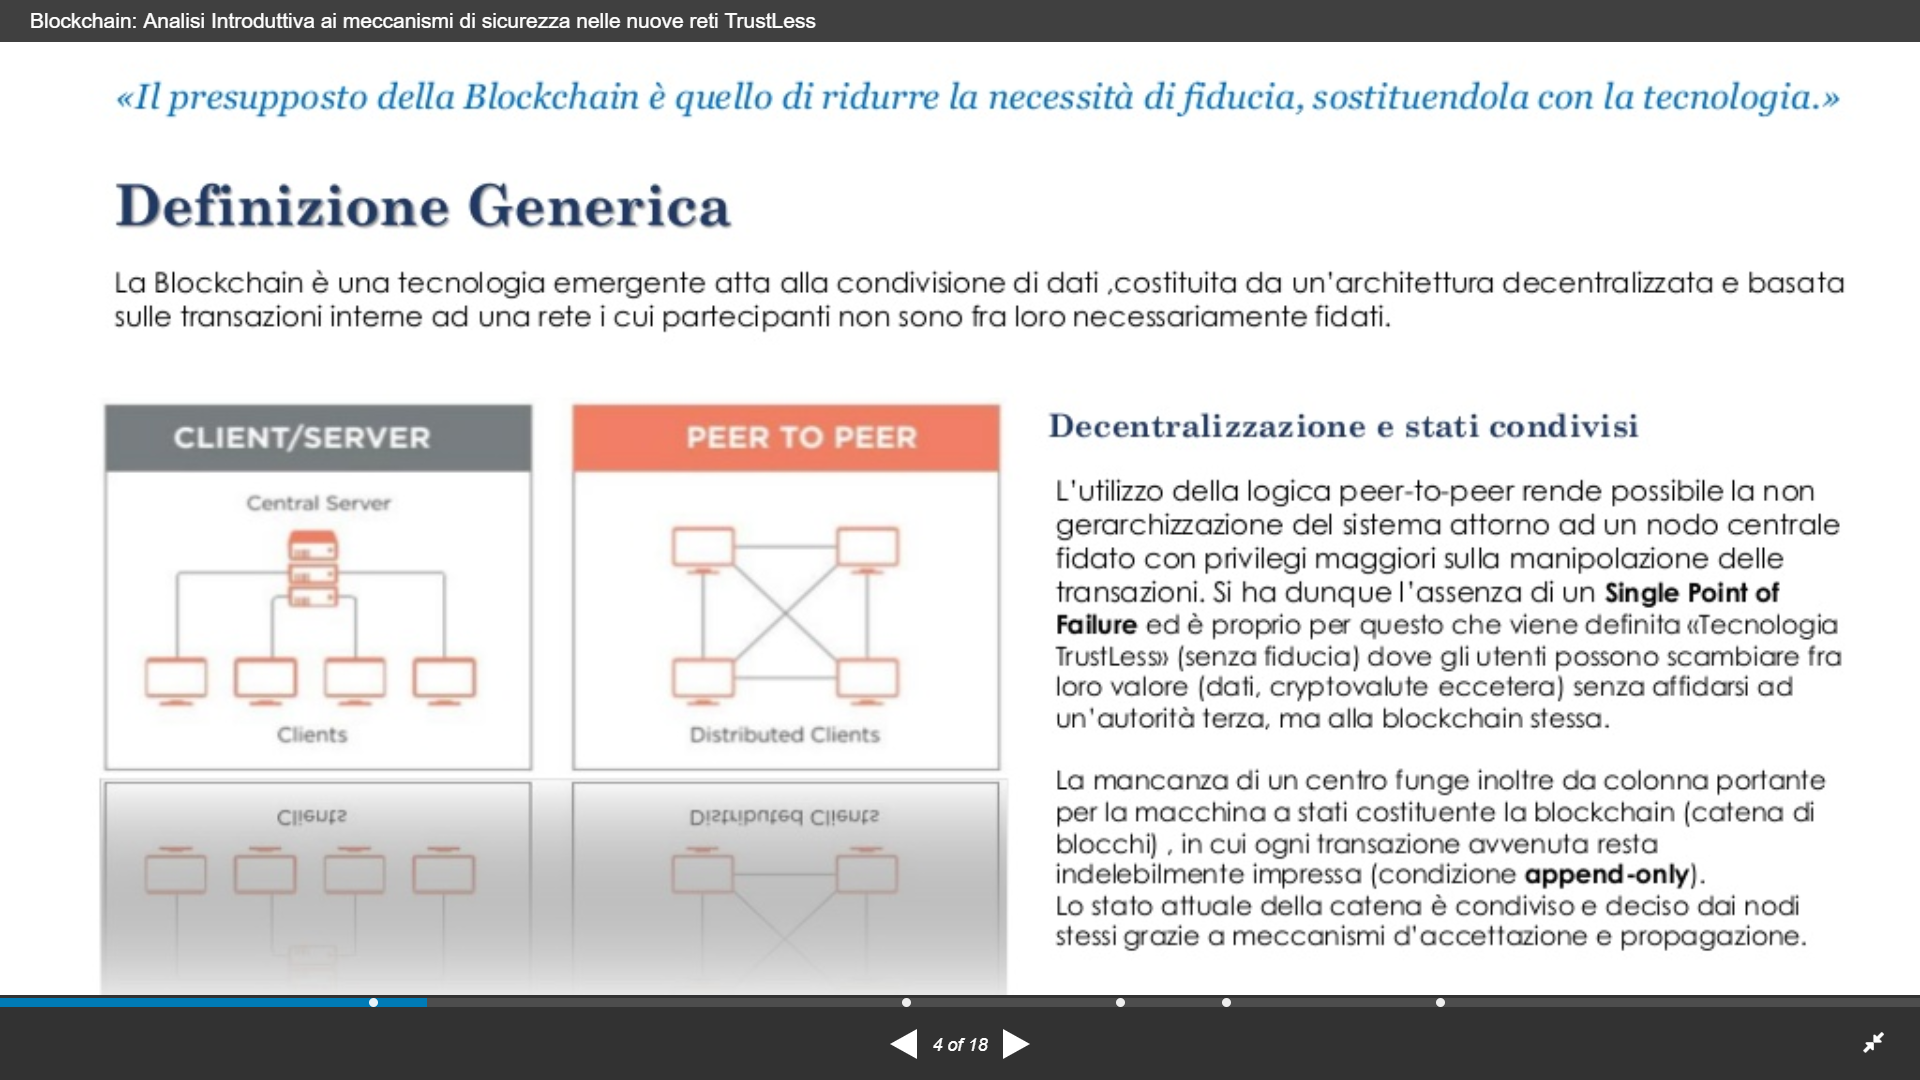 Blockchain: Analisi Introduttiva ai meccanismi di sicurezza nelle nuove reti TrustLess
«Il presupposto della Blockchain è quello di ridurre la necessità di fiducia, sostituendola con la tecnologia.»
Definizione Generica
La Blockchain è una tecnologia emergente atta alla condivisione di dati ,costituita da un'architettura decentralizzata e basata
sulle transazioni interne ad una rete i cui partecipanti non sono fra loro necessariamente fidati.
CLIENT/SERVER
Central Server
Clients
PEER TO PEER
Distributed Clients
Clients
Distributed Clients
Decentralizzazione e stati condivisi
L'utilizzo della logica peer-to-peer rende possibile la non
gerarchizzazione del sistema attorno ad un nodo centrale
fidato con privilegi maggiori sulla manipolazione delle
transazioni. Si ha dunque l'assenza di un Single Point of
Failure ed è proprio per questo che viene definita «Tecnologia
TrustLess» (senza fiducia) dove gli utenti possono scambiare fra
loro valore (dati, cryptovalute eccetera) senza affidarsi ad
un'autorità terza, ma alla blockchain stessa.
La mancanza di un centro funge inoltre da colonna portante
per la macchina a stati costituente la blockchain (catena di
blocchi) , in cui ogni transazione avvenuta resta
indelebilmente impressa (condizione append-only).
Lo stato attuale della catena è condiviso e deciso dai nodi
stessi grazie a meccanismi d'accettazione e propagazione.
4 of 18